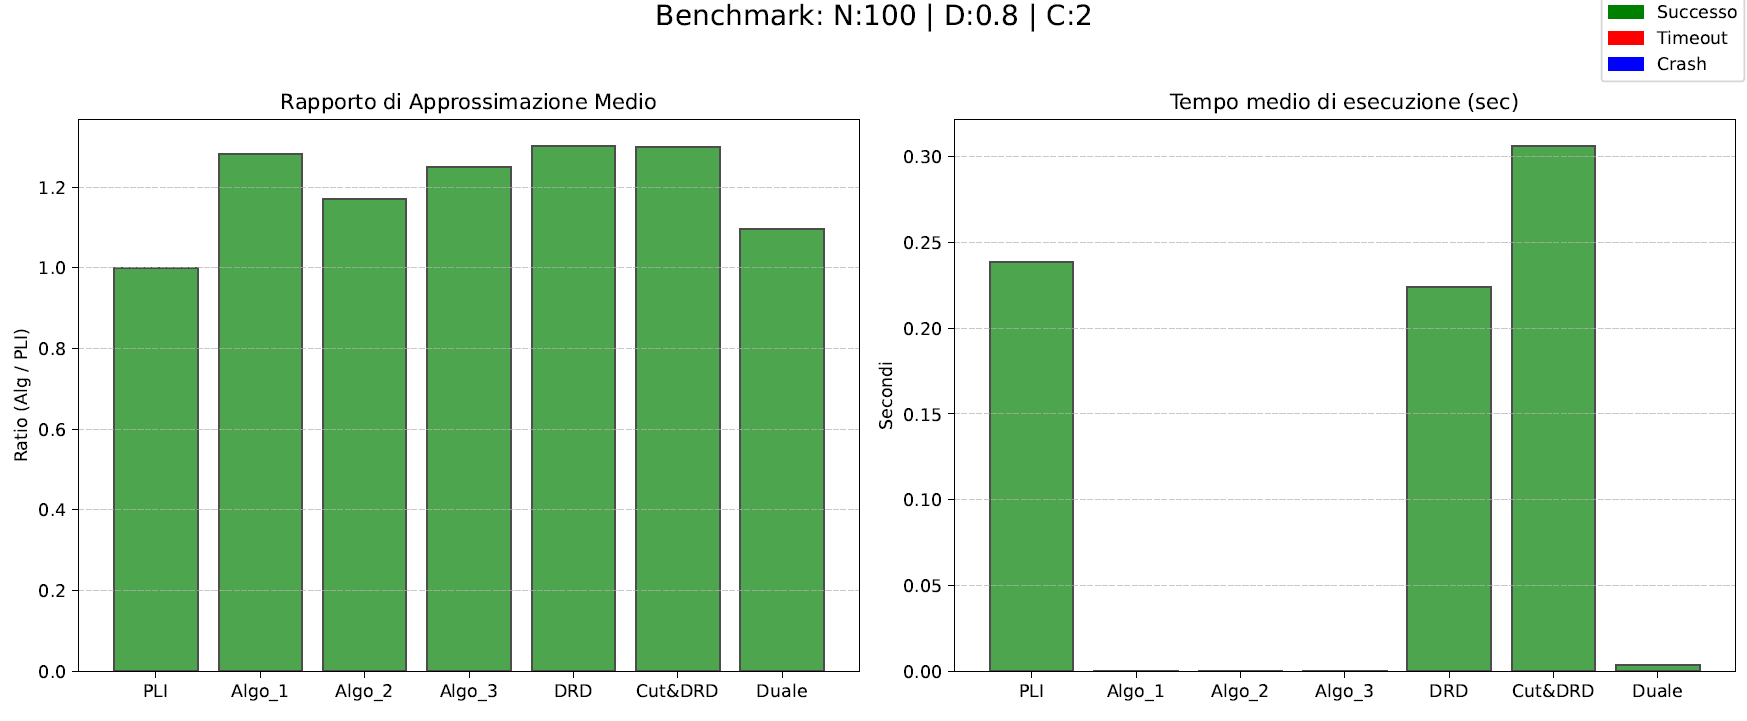 Benchmark: N:100 | D:0.8 | C:2
Successo
Timeout
Crash
Rapporto di Approssimazione Medio
Ratio (Alg / PLI)
1.2
1.0
0.8
0.6
0.4
0.2
0.0
PLI Algo_1 Algo_2 Algo_3 DRD Cut&DRD Duale
Tempo medio di esecuzione (sec)
Secondi
0.30
0.25
0.20
0.15
0.10
0.05
0.00
PLI Algo_1 Algo_2 Algo_3 DRD Cut&DRD Duale